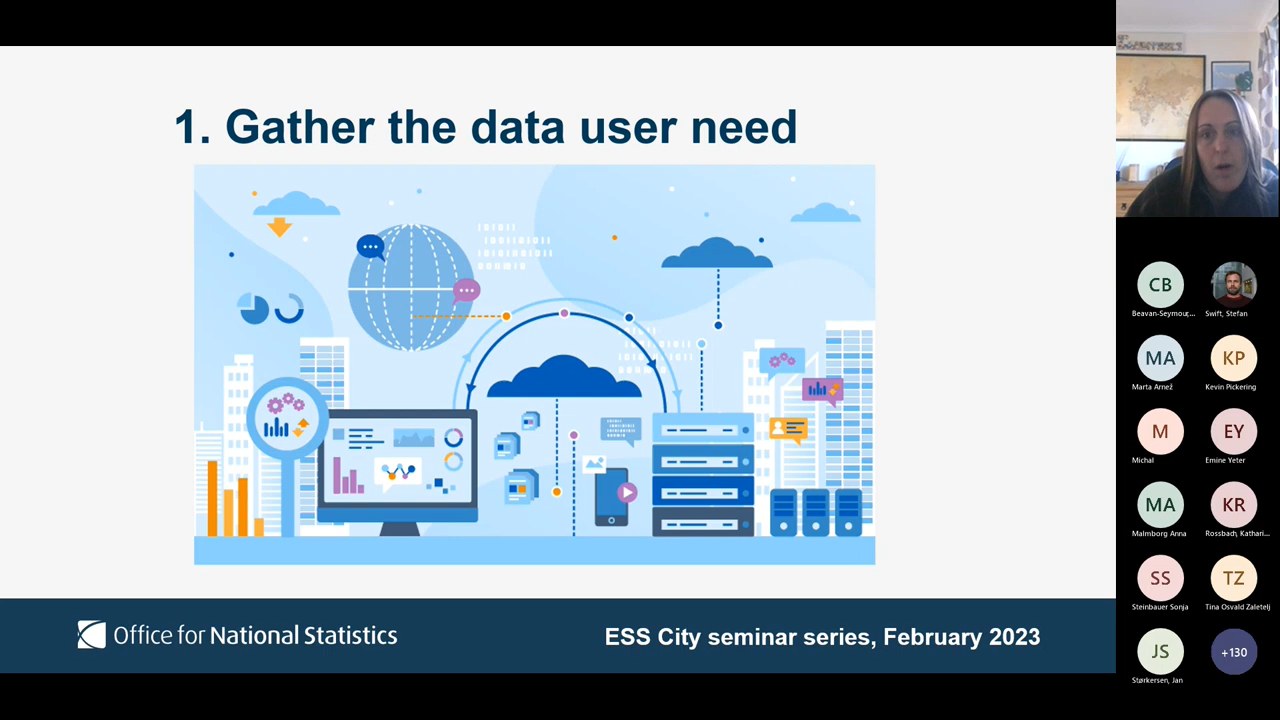 1. Gather the data user need
Office for National Statistics
ESS City seminar series, February 2023
CB
Beavan-Seymour,...
Swift, Stefan
MA
Marta Arnež
KP
Kevin Pickering
M
Michal
EY
Emine Yeter
MA
Malmborg Anna
KR
Rossbach, Kathari...
SS
Steinbauer Sonja
TZ
Tina Osvald Zaletelj
JS
Størkersen, Jan
+130